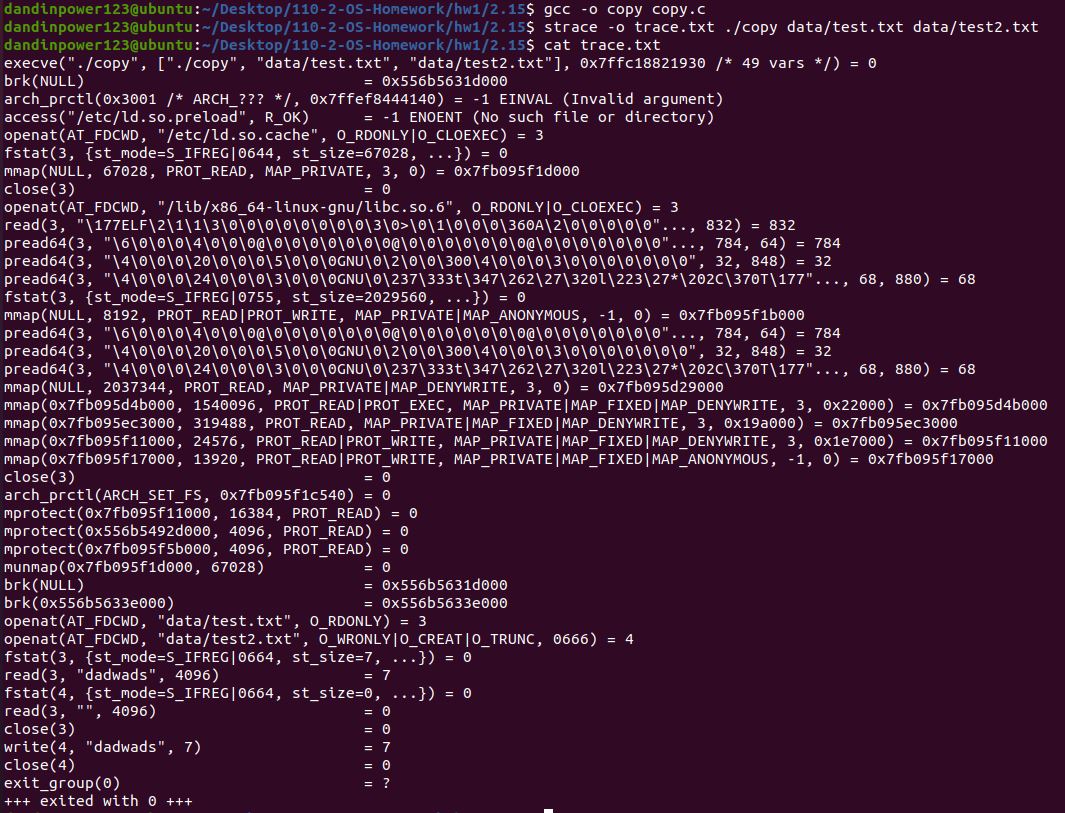 dandinpower123@ubuntu:~/Desktop/110-2-OS-Homework/hw1/2.15$ gcc -o copy copy.c
dandinpower123@ubuntu:~/Desktop/110-2-OS-Homework/hw1/2.15$ strace -o trace.txt ./copy data/test.txt data/test2.txt
dandinpower123@ubuntu:~/Desktop/110-2-OS-Homework/hw1/2.15$ cat trace.txt
execve("./copy", ["./copy", "data/test.txt", "data/test2.txt"], 0x7ffc18821930 /* 49 vars */) = 0
brk(NULL)                               = 0x556b5631d000
arch_prctl(0x3001 /* ARCH_??? */, 0x7ffef8444140) = -1 EINVAL (Invalid argument)
access("/etc/ld.so.preload", R_OK)      = -1 ENOENT (No such file or directory)
openat(AT_FDCWD, "/etc/ld.so.cache", O_RDONLY|O_CLOEXEC) = 3
fstat(3, {st_mode=S_IFREG|0644, st_size=67028, ...}) = 0
mmap(NULL, 67028, PROT_READ, MAP_PRIVATE, 3, 0) = 0x7fb095f1d000
close(3)                                = 0
openat(AT_FDCWD, "/lib/x86_64-linux-gnu/libc.so.6", O_RDONLY|O_CLOEXEC) = 3
read(3, "\177ELF\2\1\1\3\0\0\0\0\0\0\0\0\3\0>\0\1\0\0\0\360A\2\0\0\0\0\0"..., 832) = 832
pread64(3, "\6\0\0\0\4\0\0\0@\0\0\0\0\0\0\0@\0\0\0\0\0\0\0@\0\0\0\0\0\0\0"..., 784, 64) = 784
pread64(3, "\4\0\0\0\20\0\0\0\5\0\0\0GNU\0\2\0\0\300\4\0\0\0\3\0\0\0\0\0\0\0", 32, 848) = 32
pread64(3, "\4\0\0\0\24\0\0\0\3\0\0\0GNU\0\237\333t\347\262\27\320l\223\27*\202C\370T\177"..., 68, 880) = 68
fstat(3, {st_mode=S_IFREG|0755, st_size=2029560, ...}) = 0
mmap(NULL, 8192, PROT_READ|PROT_WRITE, MAP_PRIVATE|MAP_ANONYMOUS, -1, 0) = 0x7fb095f1b000
pread64(3, "\6\0\0\0\4\0\0\0@\0\0\0\0\0\0\0@\0\0\0\0\0\0\0@\0\0\0\0\0\0\0"..., 784, 64) = 784
pread64(3, "\4\0\0\0\20\0\0\0\5\0\0\0GNU\0\2\0\0\300\4\0\0\0\3\0\0\0\0\0\0\0", 32, 848) = 32
pread64(3, "\4\0\0\0\24\0\0\0\3\0\0\0GNU\0\237\333t\347\262\27\320l\223\27*\202C\370T\177"..., 68, 880) = 68
mmap(NULL, 2037344, PROT_READ, MAP_PRIVATE|MAP_DENYWRITE, 3, 0) = 0x7fb095d29000
mmap(0x7fb095d4b000, 1540096, PROT_READ|PROT_EXEC, MAP_PRIVATE|MAP_FIXED|MAP_DENYWRITE, 3, 0x22000) = 0x7fb095d4b000
mmap(0x7fb095ec3000, 319488, PROT_READ, MAP_PRIVATE|MAP_FIXED|MAP_DENYWRITE, 3, 0x19a000) = 0x7fb095ec3000
mmap(0x7fb095f11000, 24576, PROT_READ|PROT_WRITE, MAP_PRIVATE|MAP_FIXED|MAP_DENYWRITE, 3, 0x1e7000) = 0x7fb095f11000
mmap(0x7fb095f17000, 13920, PROT_READ|PROT_WRITE, MAP_PRIVATE|MAP_FIXED|MAP_ANONYMOUS, -1, 0) = 0x7fb095f17000
close(3)                                = 0
arch_prctl(ARCH_SET_FS, 0x7fb095f1c540) = 0
mprotect(0x7fb095f11000, 16384, PROT_READ) = 0
mprotect(0x556b5492d000, 4096, PROT_READ) = 0
mprotect(0x7fb095f5b000, 4096, PROT_READ) = 0
munmap(0x7fb095f1d000, 67028)           = 0
brk(NULL)                               = 0x556b5631d000
brk(0x556b5633e000)                     = 0x556b5633e000
openat(AT_FDCWD, "data/test.txt", O_RDONLY) = 3
openat(AT_FDCWD, "data/test2.txt", O_WRONLY|O_CREAT|O_TRUNC, 0666) = 4
fstat(3, {st_mode=S_IFREG|0664, st_size=7, ...}) = 0
read(3, "dadwads", 4096)                = 7
fstat(4, {st_mode=S_IFREG|0664, st_size=0, ...}) = 0
read(3, "", 4096)                       = 0
close(3)                                = 0
write(4, "dadwads", 7)                  = 7
close(4)                                = 0
exit_group(0)                           = ?
+++ exited with 0 +++